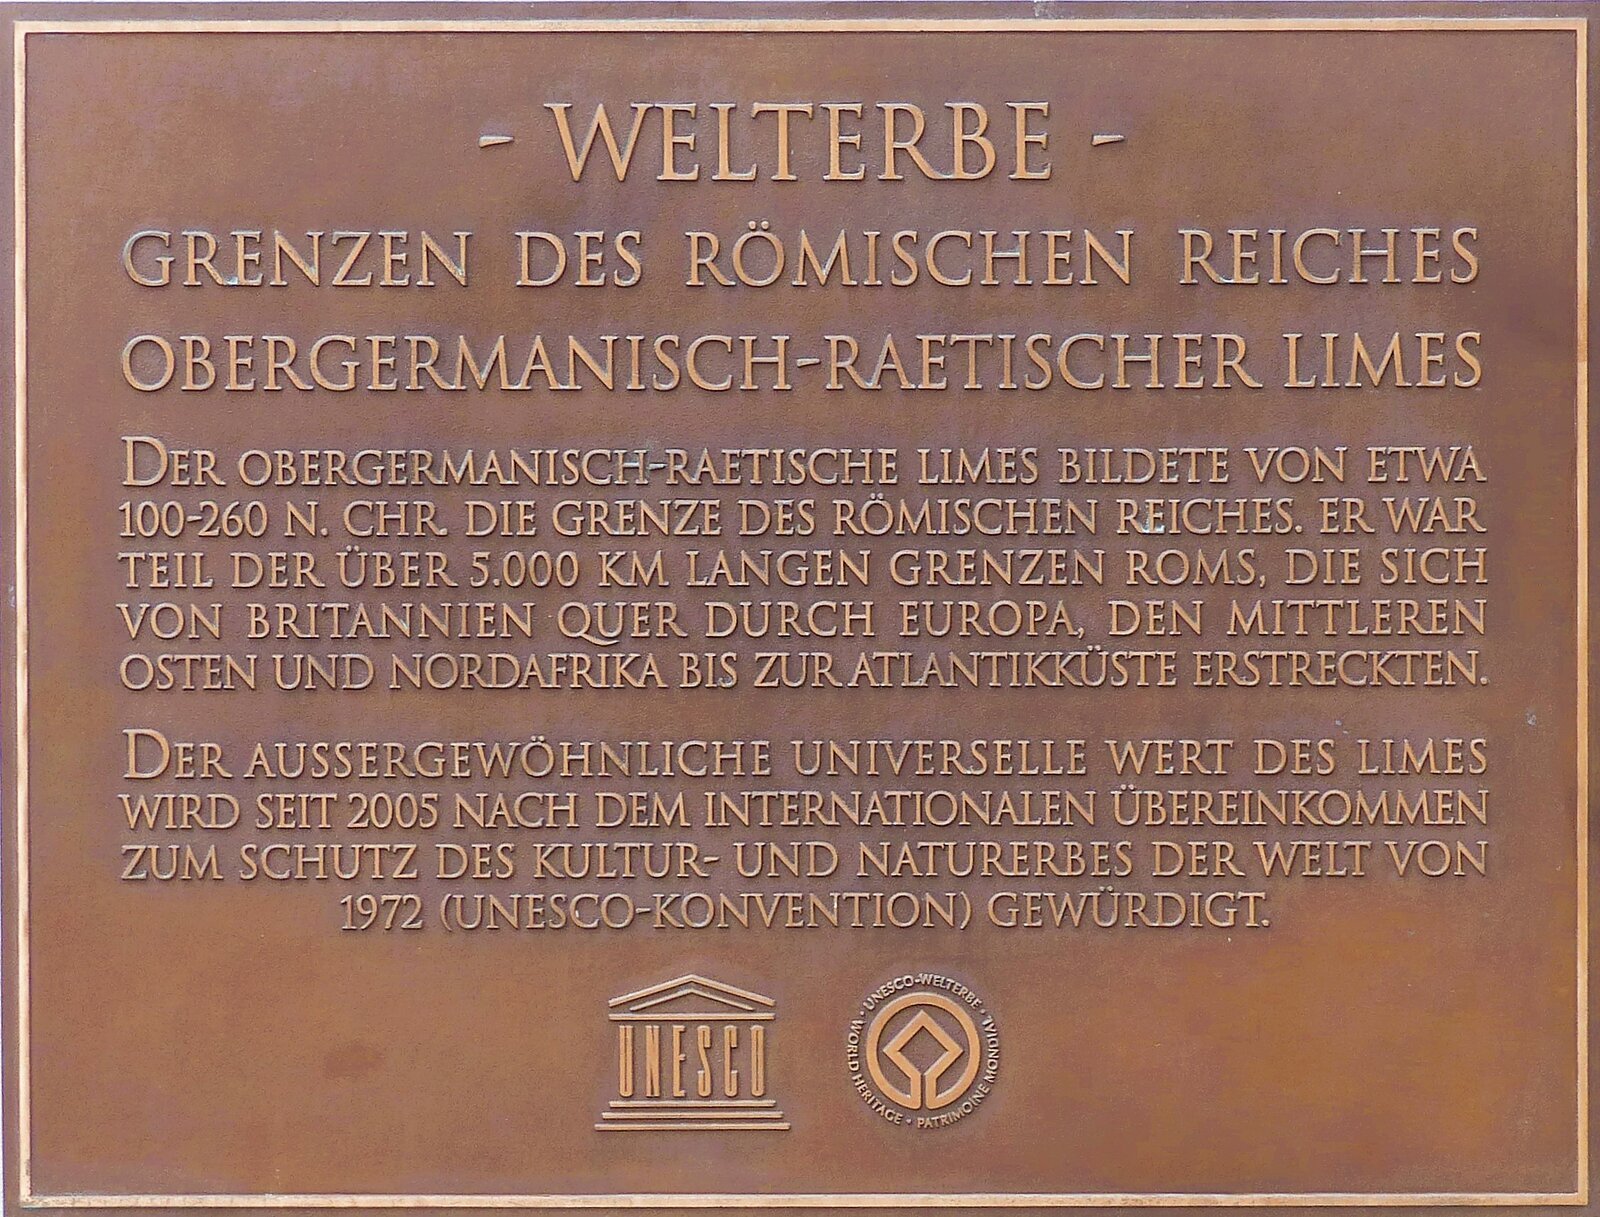 - WELTERBE -
GRENZEN DES RÖMISCHEN REICHES
OBERGERMANISCH-RAETISCHER LIMES
DER OBERGERMANISCH-RAETISCHE LIMES BILDETE VON ETWA
100-260 N. CHR. DIE GRENZE DES RÖMISCHEN REICHES. ER WAR
TEIL DER ÜBER 5.000 KM LANGEN GRENZEN ROMS, DIE SICH
VON BRITANNIEN QUER DURCH EUROPA, DEN MITTLEREN
OSTEN UND NORDAFRIKA BIS ZUR ATLANTIKKÜSTE ERSTRECKTEN.
DER AUSSERGEWÖHNLICHE UNIVERSELLE WERT DES LIMES
WIRD SEIT 2005 NACH DEM INTERNATIONALEN ÜBEREINKOMMEN
ZUM SCHUTZ DES KULTUR- UND NATURERBES DER WELT VON
1972 (UNESCO-KONVENTION) GEWÜRDIGT.
UNESCO
UNESCO-WELTERBE • WORLD HERITAGE • PATRIMOINE MONDIAL •